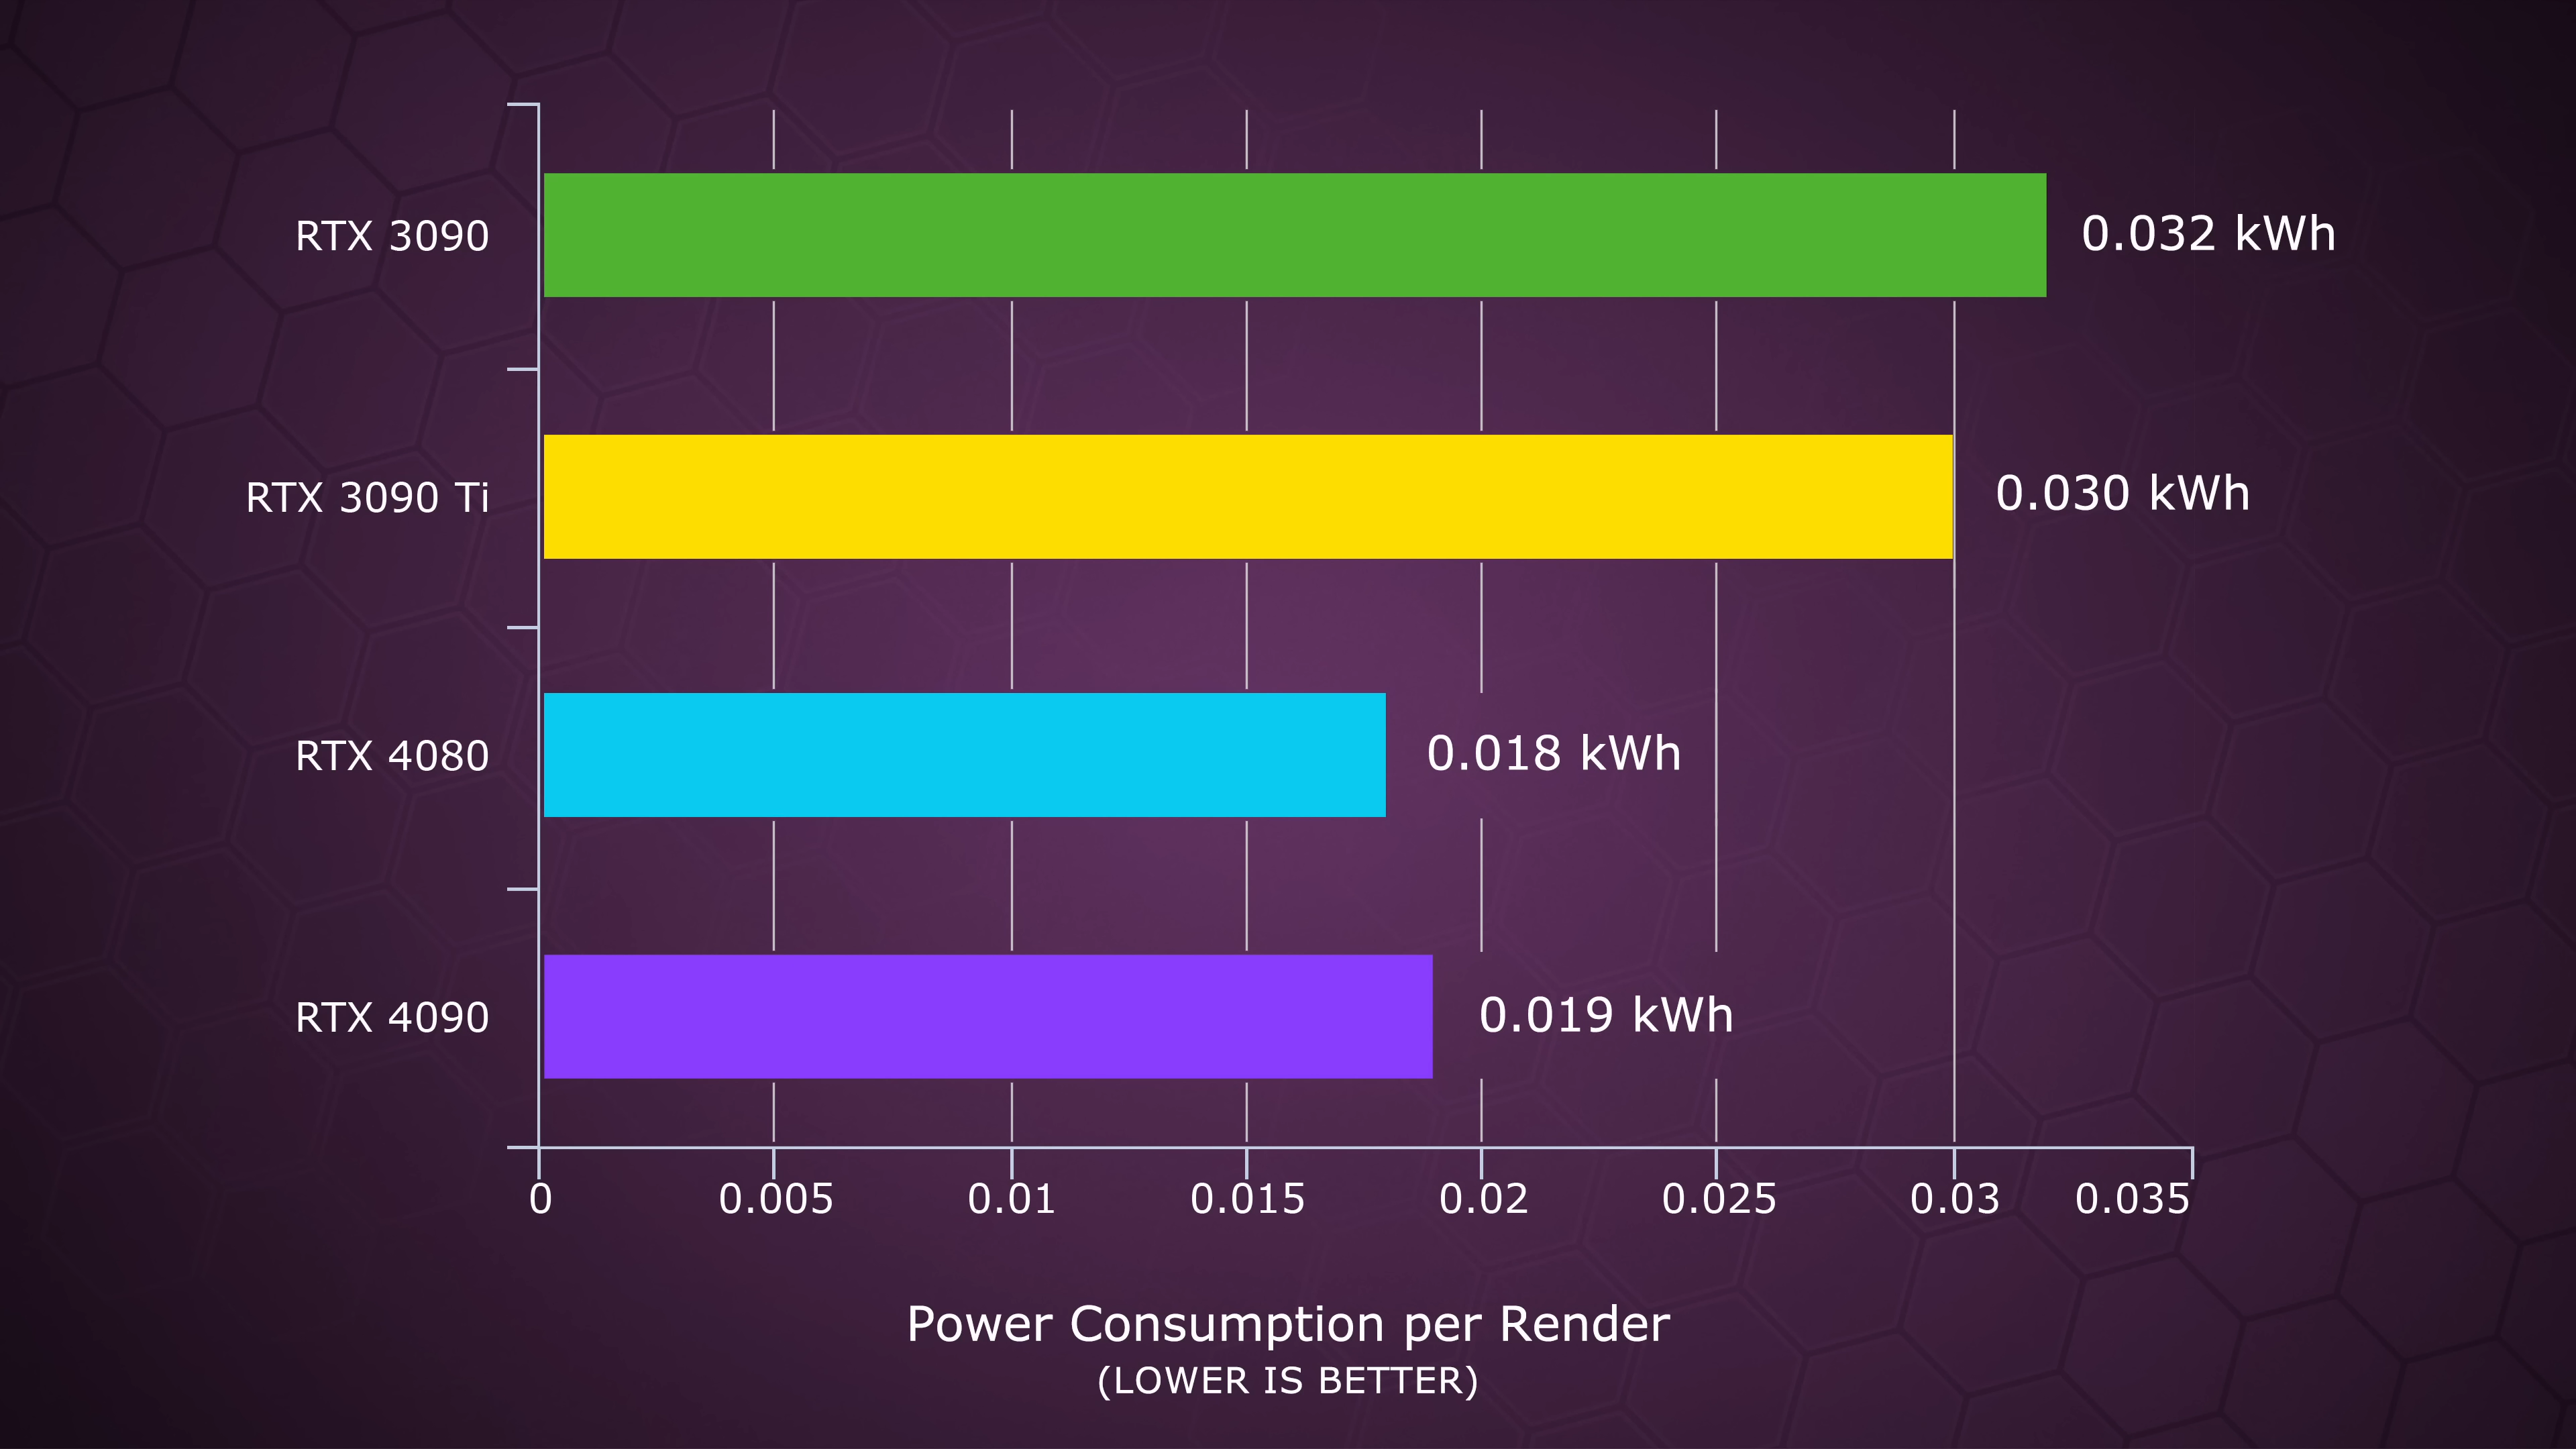 RTX 3090
0.032 kWh
RTX 3090 Ti
0.030 kWh
RTX 4080
0.018 kWh
RTX 4090
0.019 kWh
0 0.005 0.01 0.015 0.02 0.025 0.03 0.035
Power Consumption per Render
(LOWER IS BETTER)